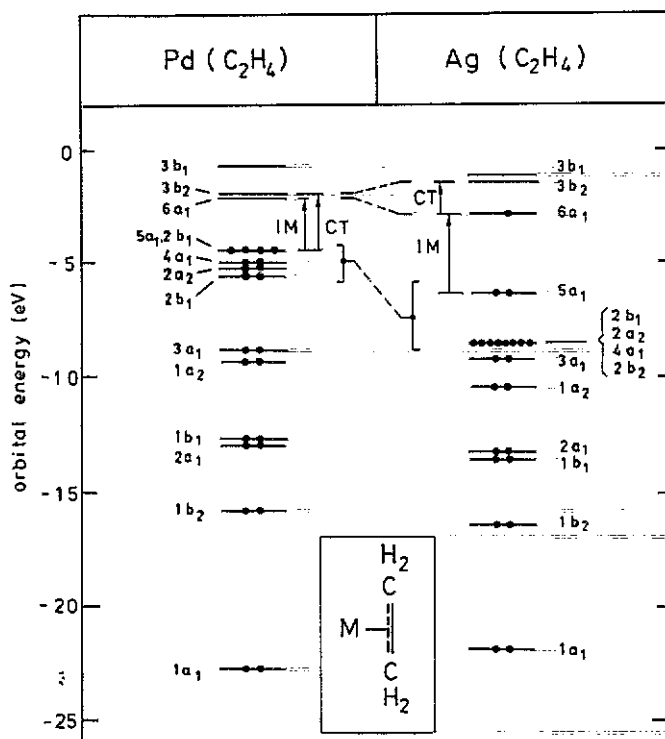 Pd (C₂H₄)
Ag (C₂H₄)
orbital energy (eV)
0
-5
-10
-15
-20
-25
3b₁
3b₂
6a₁
5a₁,2b₁
4a₁
2a₂
2b₁
3a₁
1a₂
1b₁
2a₁
1b₂
1a₁
IM
CT
CT
IM
3b₁
3b₂
6a₁
5a₁
2b₁
2a₂
4a₁
2b₂
3a₁
1a₂
2a₁
1b₁
1b₂
1a₁
H₂
C
M
C
H₂